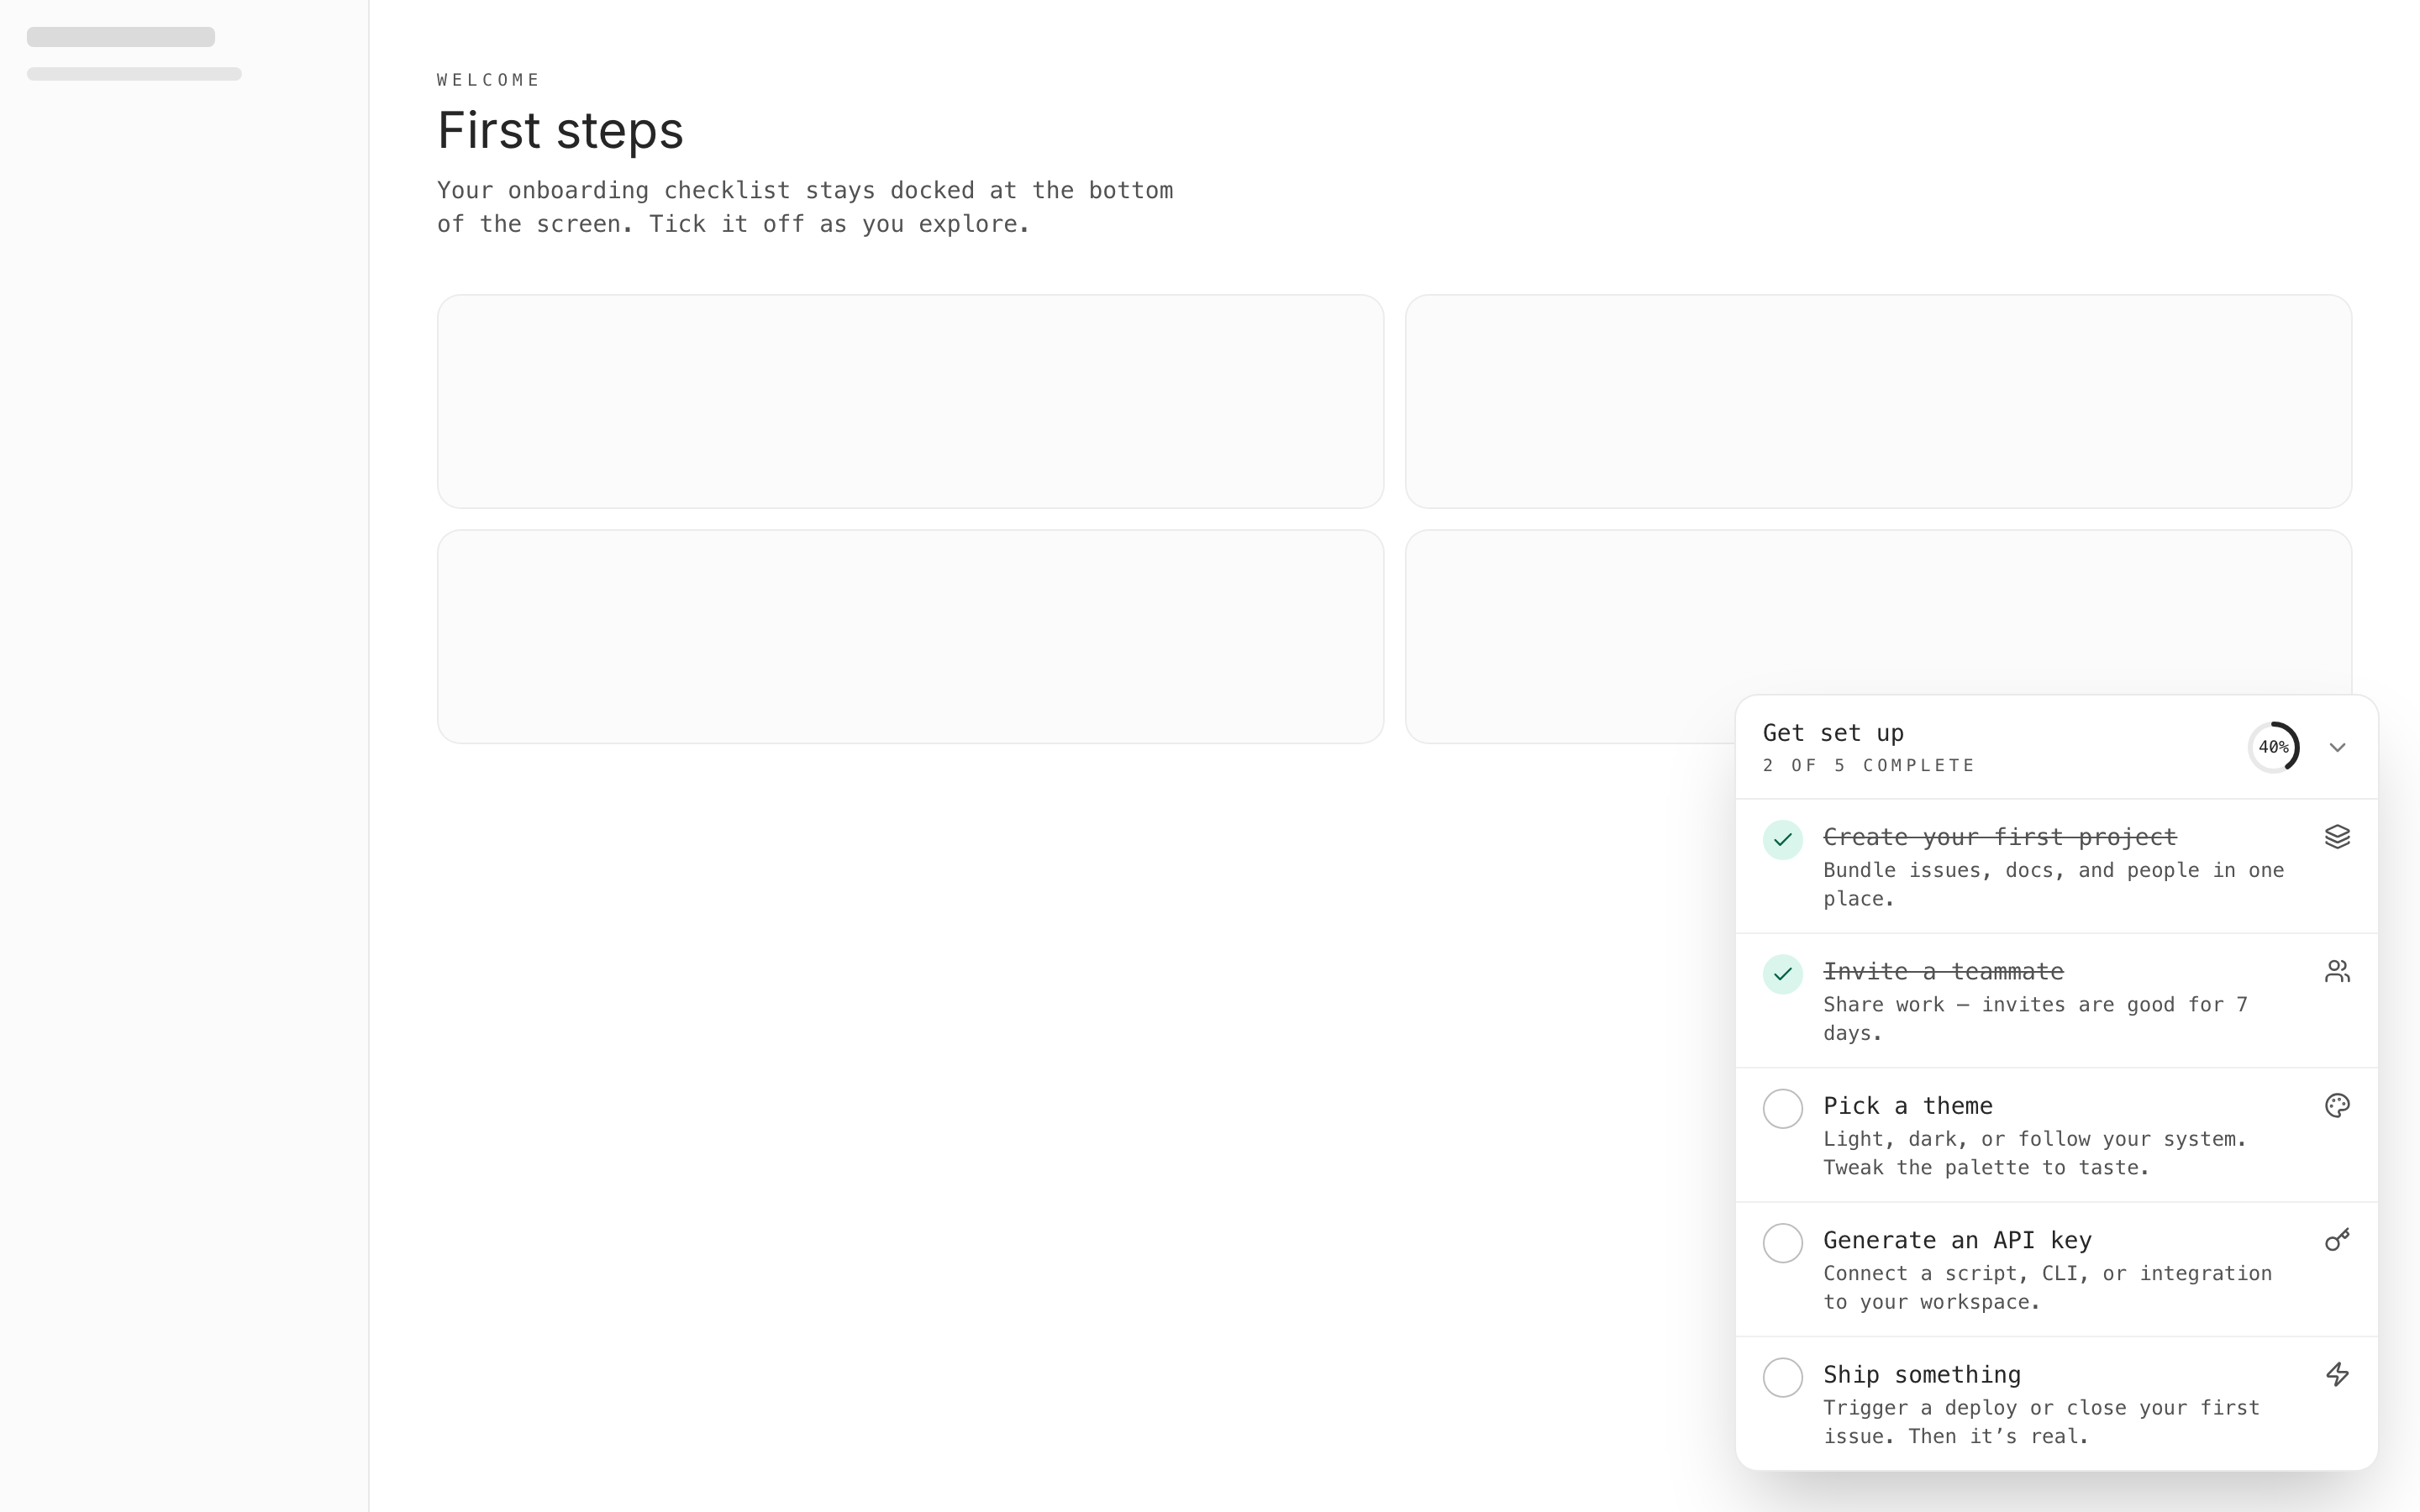 WELCOME
First steps
Your onboarding checklist stays docked at the bottom
of the screen. Tick it off as you explore.
Get set up
2 OF 5 COMPLETE
40%
Create your first project
Bundle issues, docs, and people in one
place.
Invite a teammate
Share work — invites are good for 7
days.
Pick a theme
Light, dark, or follow your system.
Tweak the palette to taste.
Generate an API key
Connect a script, CLI, or integration
to your workspace.
Ship something
Trigger a deploy or close your first
issue. Then it’s real.